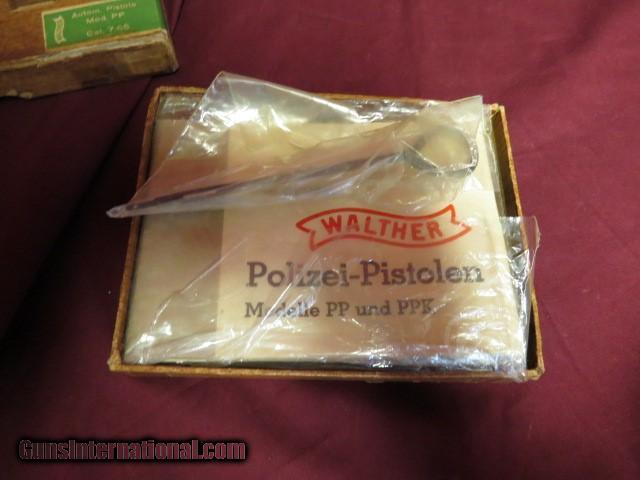 Autom. Pistole
Mod. PP
Cal. 7.65
WALTHER
Polizei-Pistolen
Modelle PP und PPK.
GunsInternational.com